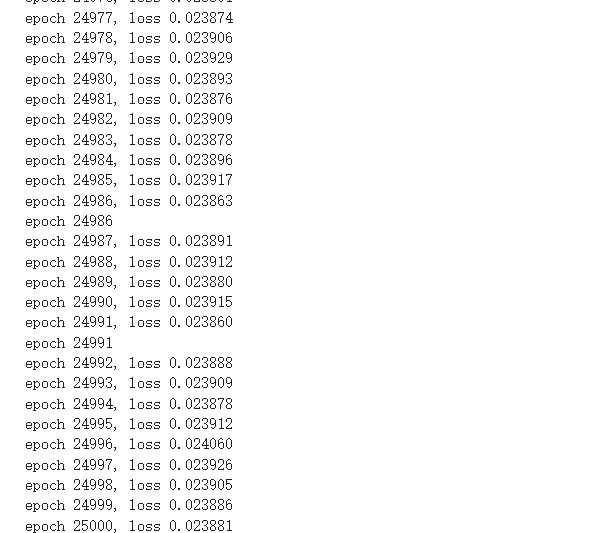 epoch 24977, loss 0.023874
epoch 24978, loss 0.023906
epoch 24979, loss 0.023929
epoch 24980, loss 0.023893
epoch 24981, loss 0.023876
epoch 24982, loss 0.023909
epoch 24983, loss 0.023878
epoch 24984, loss 0.023896
epoch 24985, loss 0.023917
epoch 24986, loss 0.023863
epoch 24986
epoch 24987, loss 0.023891
epoch 24988, loss 0.023912
epoch 24989, loss 0.023880
epoch 24990, loss 0.023915
epoch 24991, loss 0.023860
epoch 24991
epoch 24992, loss 0.023888
epoch 24993, loss 0.023909
epoch 24994, loss 0.023878
epoch 24995, loss 0.023912
epoch 24996, loss 0.024060
epoch 24997, loss 0.023926
epoch 24998, loss 0.023905
epoch 24999, loss 0.023886
epoch 25000, loss 0.023881